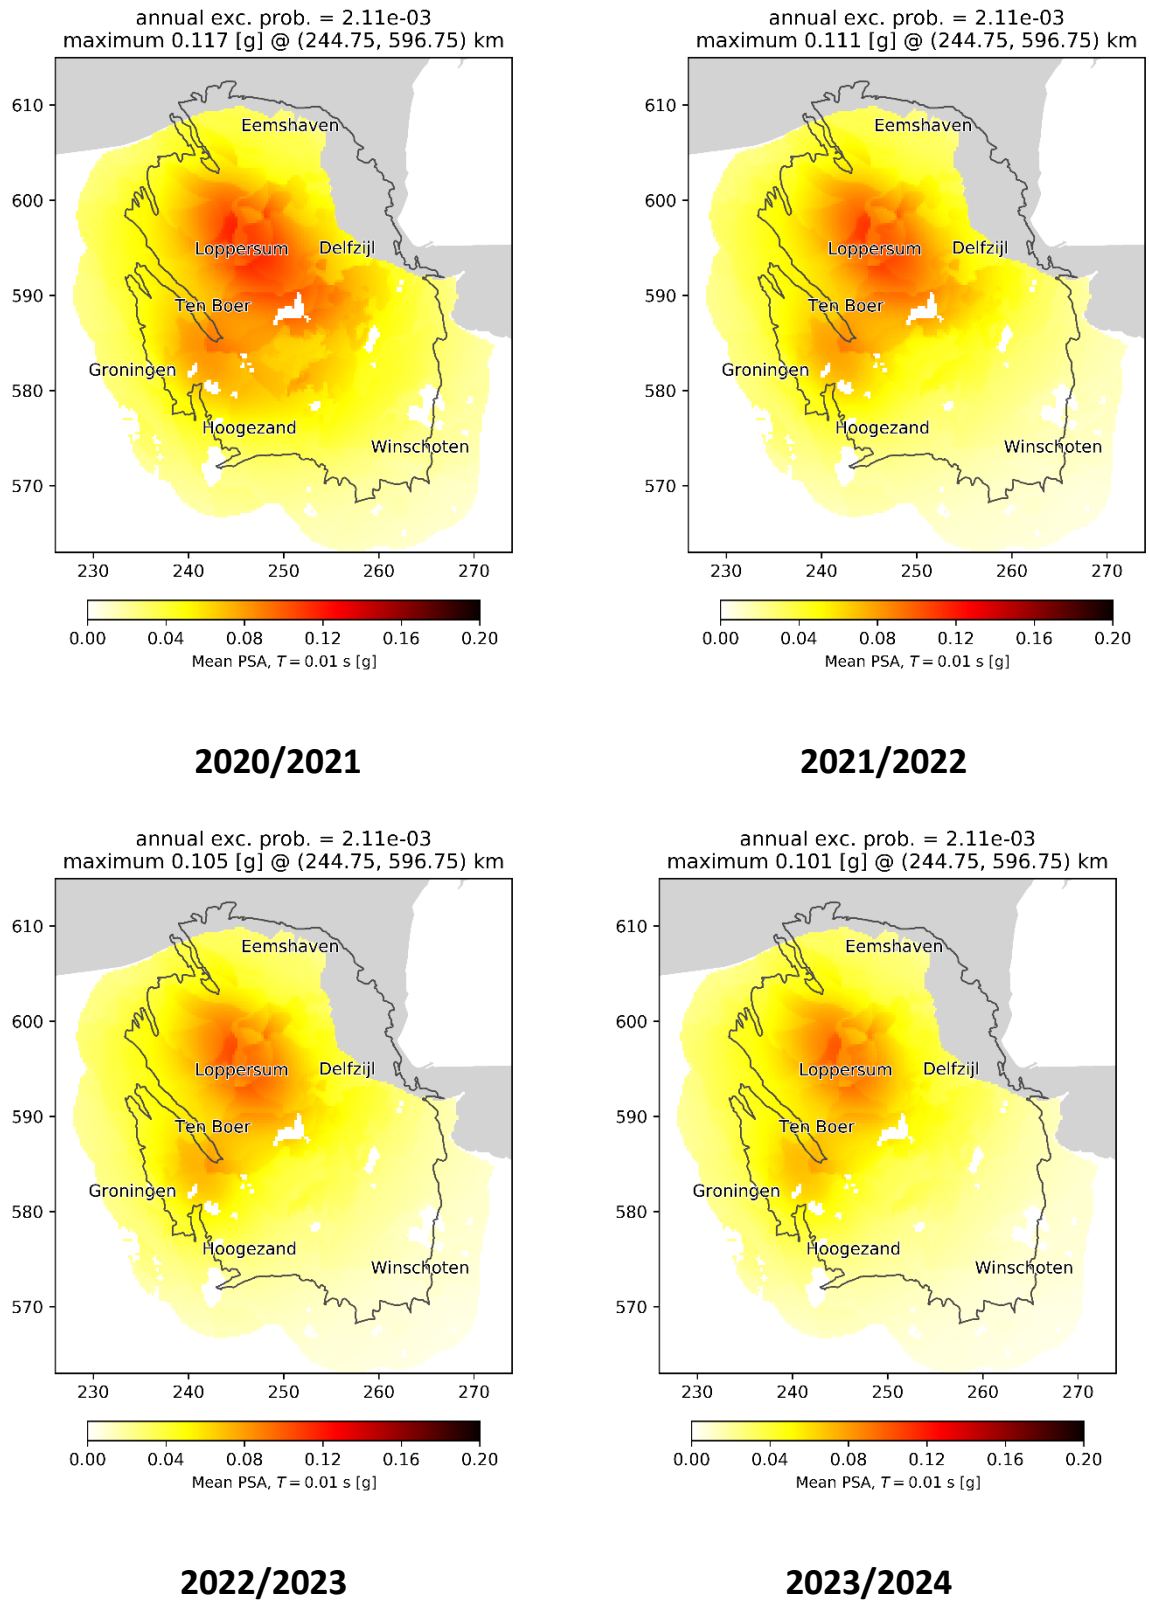 annual exc. prob. = 2.11e-03
maximum 0.117 [g] @ (244.75, 596.75) km
610
600
590
580
570
Eemshaven
Loppersum
Delfzijl
Ten Boer
Groningen
Hoogezand
Winschoten
230 240 250 260 270
0.00 0.04 0.08 0.12 0.16 0.20
Mean PSA, T = 0.01 s [g]
2020/2021
annual exc. prob. = 2.11e-03
maximum 0.111 [g] @ (244.75, 596.75) km
610
600
590
580
570
Eemshaven
Loppersum
Delfzijl
Ten Boer
Groningen
Hoogezand
Winschoten
230 240 250 260 270
0.00 0.04 0.08 0.12 0.16 0.20
Mean PSA, T = 0.01 s [g]
2021/2022
annual exc. prob. = 2.11e-03
maximum 0.105 [g] @ (244.75, 596.75) km
610
600
590
580
570
Eemshaven
Loppersum
Delfzijl
Ten Boer
Groningen
Hoogezand
Winschoten
230 240 250 260 270
0.00 0.04 0.08 0.12 0.16 0.20
Mean PSA, T = 0.01 s [g]
2022/2023
annual exc. prob. = 2.11e-03
maximum 0.101 [g] @ (244.75, 596.75) km
610
600
590
580
570
Eemshaven
Loppersum
Delfzijl
Ten Boer
Groningen
Hoogezand
Winschoten
230 240 250 260 270
0.00 0.04 0.08 0.12 0.16 0.20
Mean PSA, T = 0.01 s [g]
2023/2024